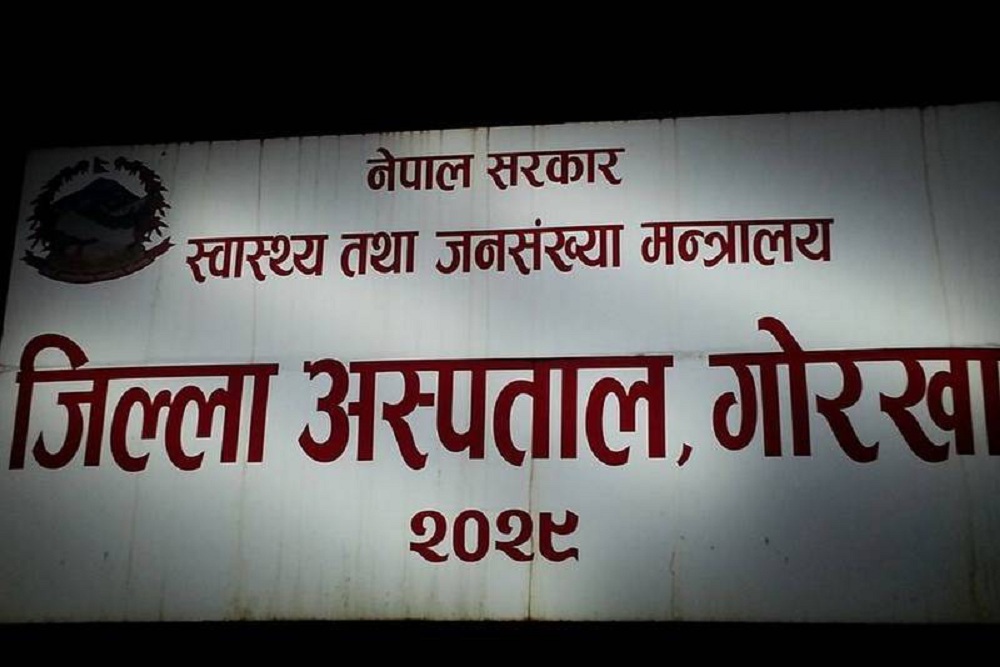 नेपाल सरकार
स्वास्थ्य तथा जनसंख्या मन्त्रालय
जिल्ला अस्पताल, गोरखा
२०२९